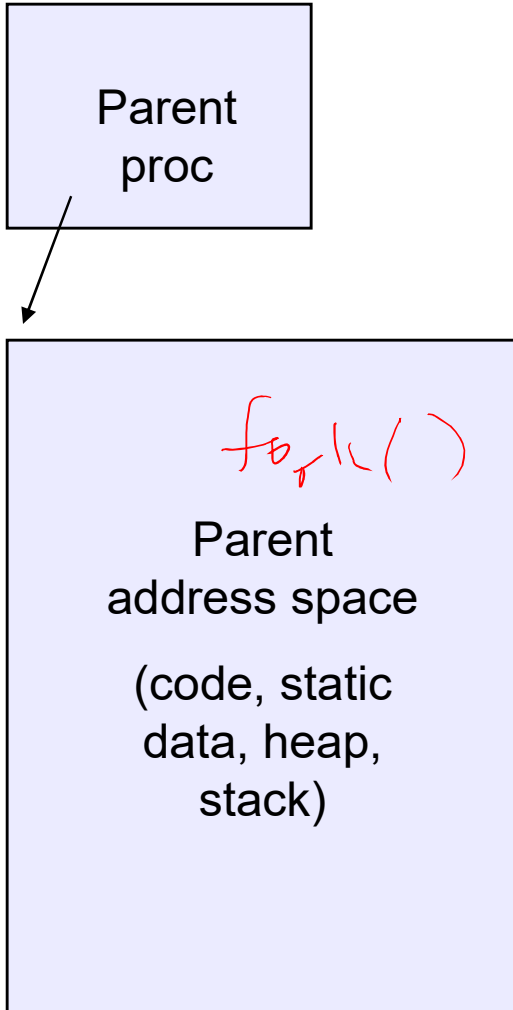 Parent
proc
fork()
Parent
address space
(code, static
data, heap,
stack)